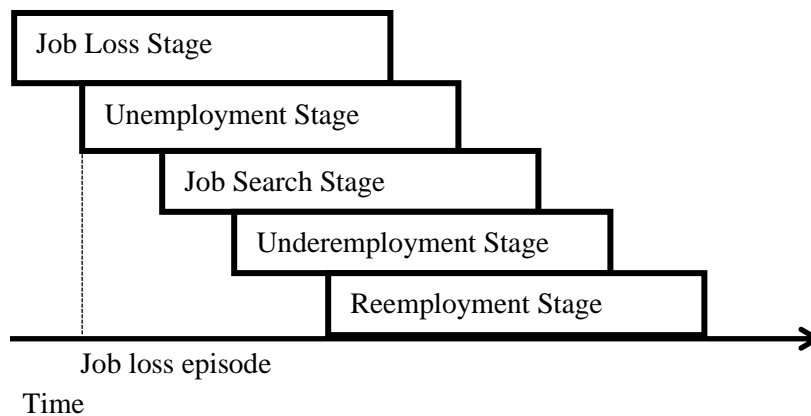 Job Loss Stage
Unemployment Stage
Job Search Stage
Underemployment Stage
Reemployment Stage
Job loss episode
Time